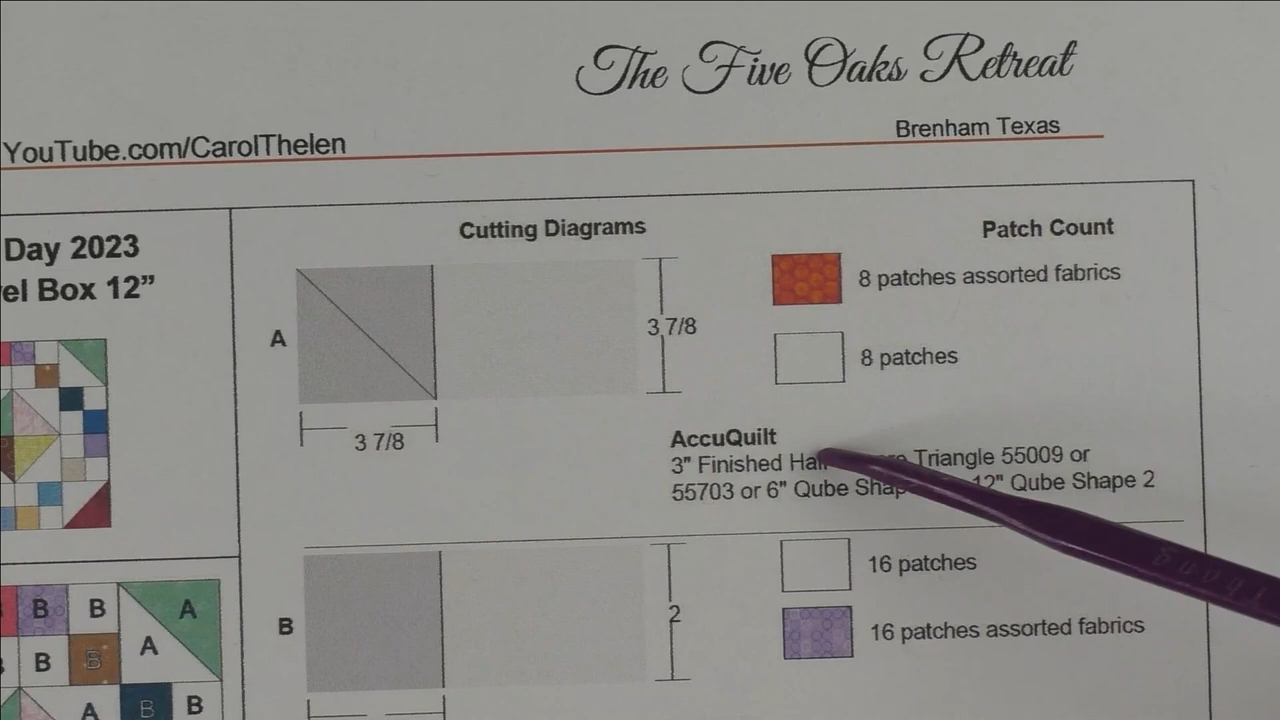 The Five Oaks Retreat
YouTube.com/CarolThelen
Brenham Texas
Day 2023
el Box 12”
Cutting Diagrams
Patch Count
A
3 7/8
3 7/8
8 patches assorted fabrics
8 patches
AccuQuilt
3" Finished Half Triangle 55009 or
55703 or 6" Qube 12" Qube Shape 2
B
2
16 patches
16 patches assorted fabrics
B B A
A
B B
A B B